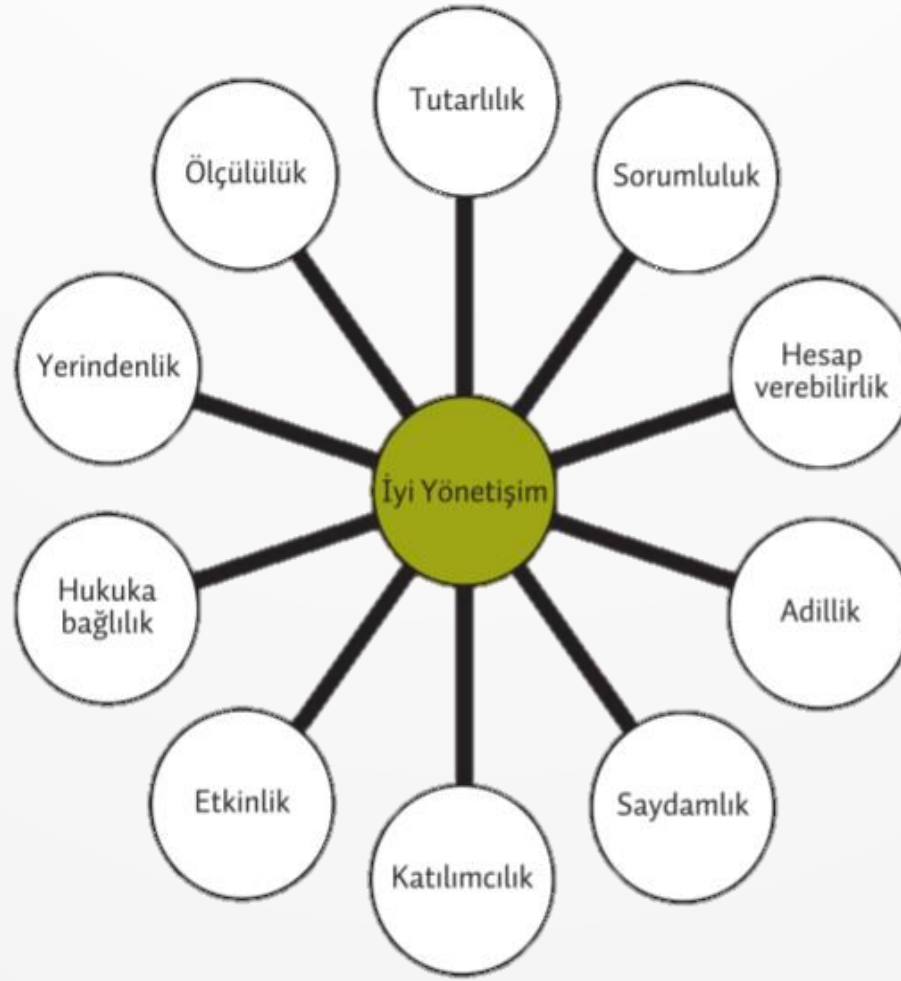 Tutarlılık
Sorumluluk
Hesap
verebilirlik
Adillik
Saydamlık
Katılımcılık
Etkinlik
Hukuka
bağlılık
Yerindenlik
Ölçülülük
İyi Yönetişim